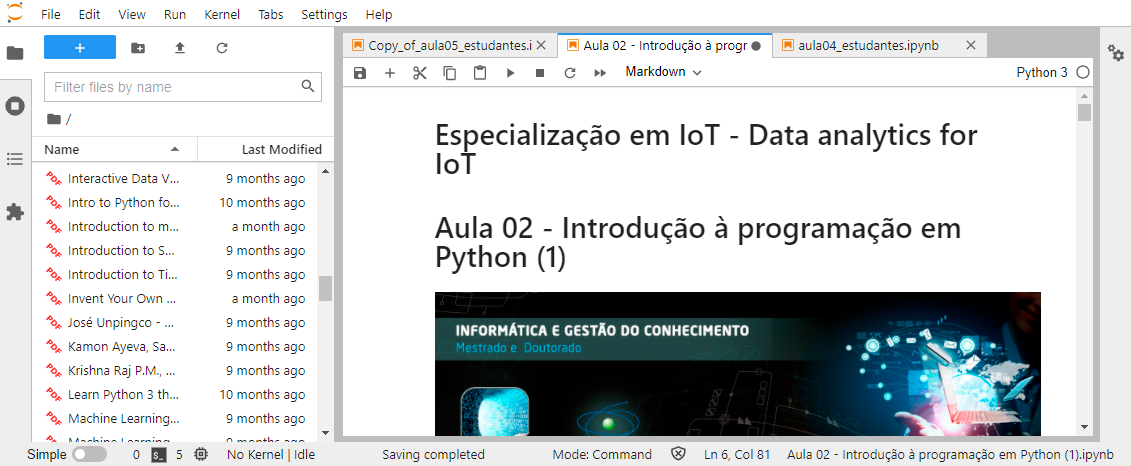 File Edit View Run Kernel Tabs Settings Help
Copy_of_aula05_estudantes.i
Aula 02 - Introdução à progr
aula04_estudantes.ipynb
Filter files by name
Markdown
Python 3
/
Name Last Modified
Interactive Data V... 9 months ago
Intro to Python fo... 10 months ago
Introduction to m... a month ago
Introduction to S... 9 months ago
Introduction to Ti... 9 months ago
Invent Your Own ... a month ago
José Unpingco - ... 9 months ago
Kamon Ayeva, Sa... 9 months ago
Krishna Raj P.M., ... 9 months ago
Learn Python 3 th... 10 months ago
Machine Learning... 9 months ago
Machine Learning... 9 months ago
Especialização em IoT - Data analytics for
IoT
Aula 02 - Introdução à programação em
Python (1)
INFORMÁTICA E GESTÃO DO CONHECIMENTO
Mestrado e Doutorado
Simple 0 5 No Kernel | Idle Saving completed Mode: Command Ln 6, Col 81 Aula 02 - Introdução à programação em Python (1).ipynb